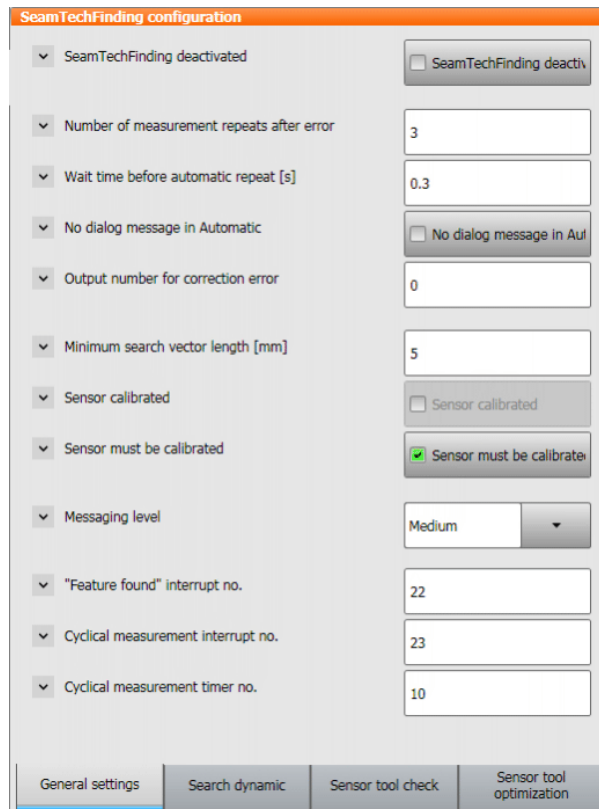 SeamTechFinding configuration
SeamTechFinding deactivated
SeamTechFinding deactiv
Number of measurement repeats after error
3
Wait time before automatic repeat [s]
0.3
No dialog message in Automatic
No dialog message in Aut
Output number for correction error
0
Minimum search vector length [mm]
5
Sensor calibrated
Sensor calibrated
Sensor must be calibrated
Sensor must be calibrate
Messaging level
Medium
"Feature found" interrupt no.
22
Cyclical measurement interrupt no.
23
Cyclical measurement timer no.
10
General settings
Search dynamic
Sensor tool check
Sensor tool
optimization